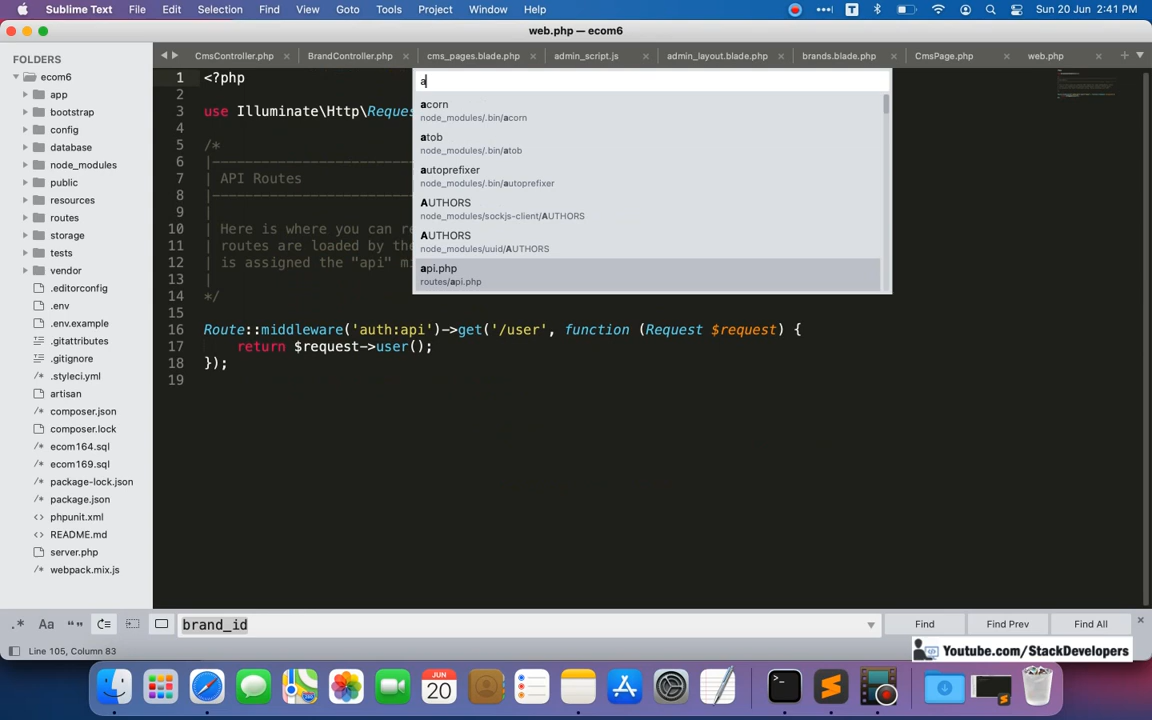 Sublime Text File Edit Selection Find View Goto Tools Project Window Help Sun 20 Jun 2:41 PM
web.php — ecom6
FOLDERS
ecom6
app
bootstrap
config
database
node_modules
public
resources
routes
storage
tests
vendor
.editorconfig
.env
.env.example
.gitattributes
.gitignore
.styleci.yml
artisan
composer.json
composer.lock
ecom164.sql
ecom169.sql
package-lock.json
package.json
phpunit.xml
README.md
server.php
webpack.mix.js
CmsController.php BrandController.php cms_pages.blade.php admin_script.js admin_layout.blade.php brands.blade.php CmsPage.php web.php
a
acorn
node_modules/.bin/acorn
atob
node_modules/.bin/atob
autoprefixer
node_modules/.bin/autoprefixer
AUTHORS
node_modules/sockjs-client/AUTHORS
AUTHORS
node_modules/uuid/AUTHORS
api.php
routes/api.php
1 <?php
2
3 use Illuminate\Http\Reques
4
5 /*
6 |--------------------------
7 | API Routes
8 |--------------------------
9 |
10 | Here is where you can re
11 | routes are loaded by the
12 | is assigned the "api" mi
13 |
14 */
15
16 Route::middleware('auth:api')->get('/user', function (Request $request) {
17 return $request->user();
18 });
19
.* Aa “” brand_id Find Find Prev Find All
Line 105, Column 83
Youtube.com/StackDevelopers
JUN
20